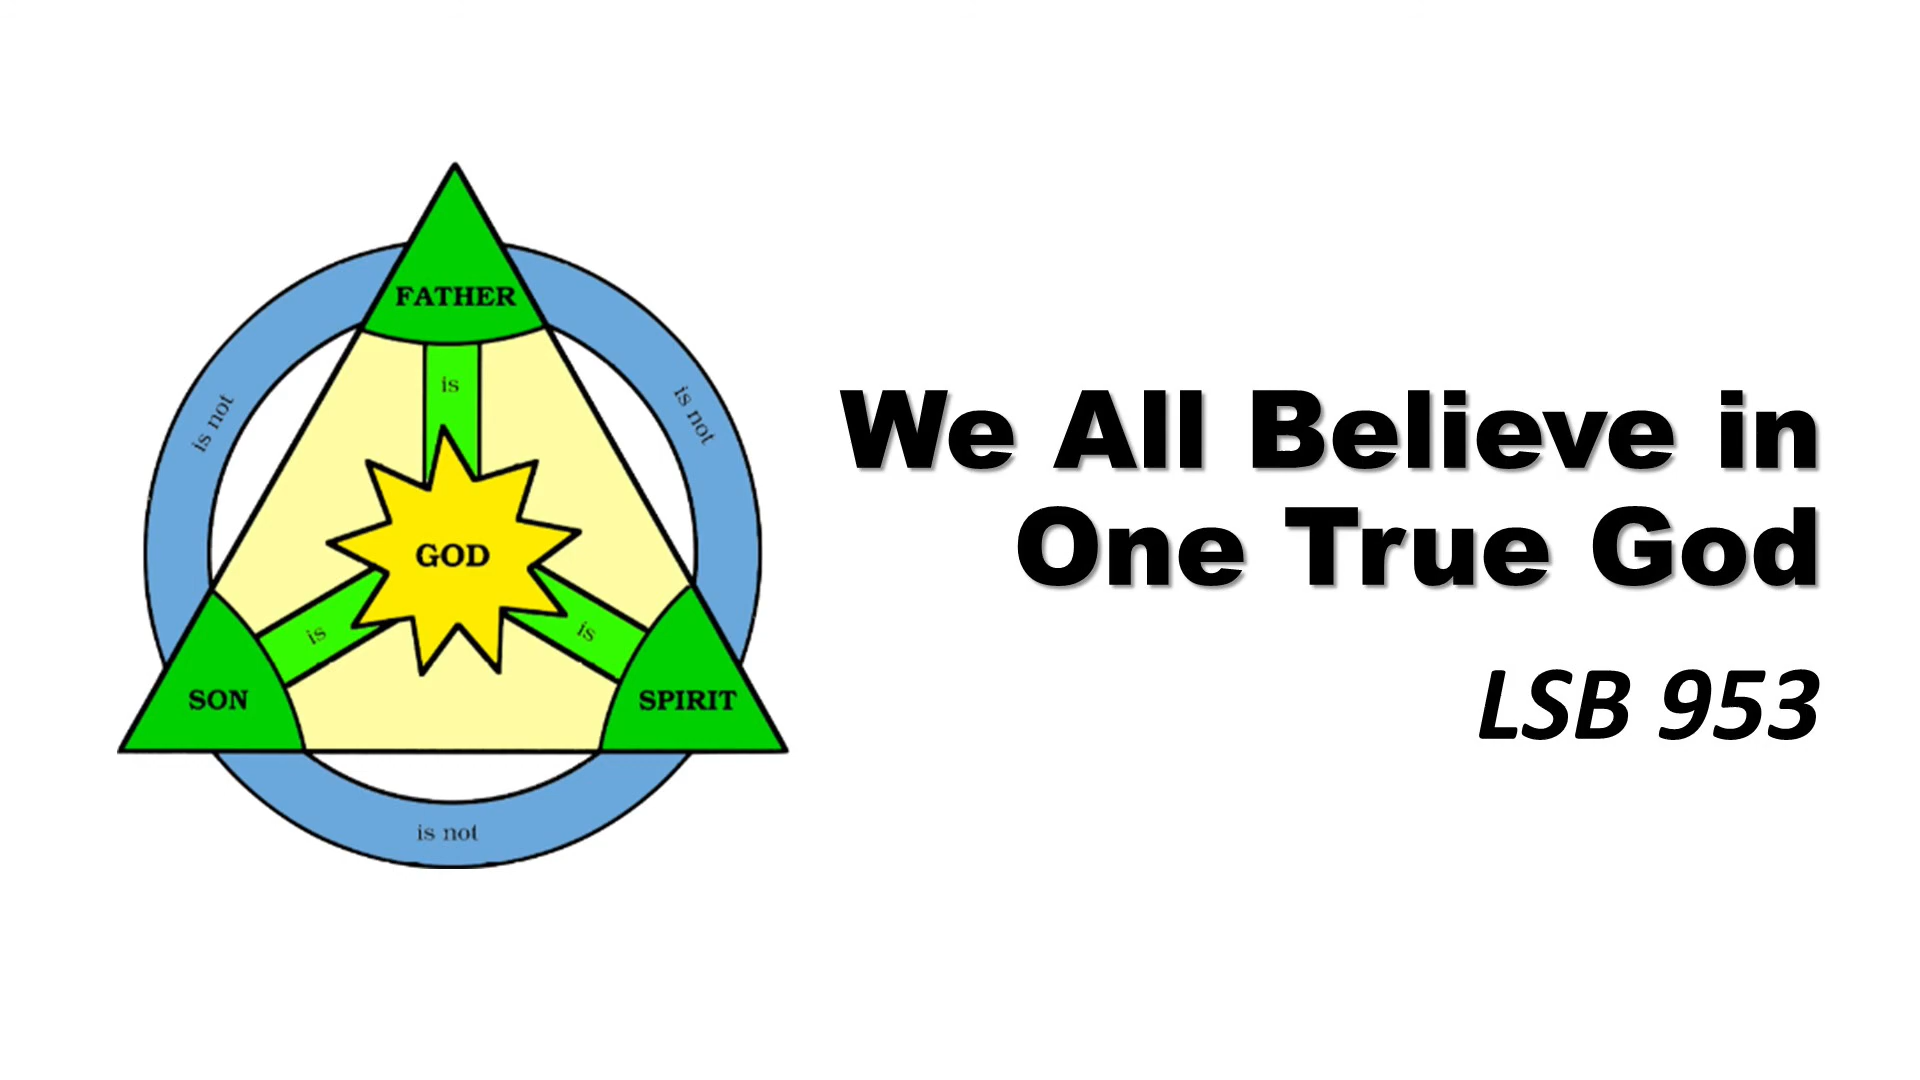 FATHER
is
is not
is not
GOD
is
is
SON
SPIRIT
is not
We All Believe in
One True God
LSB 953